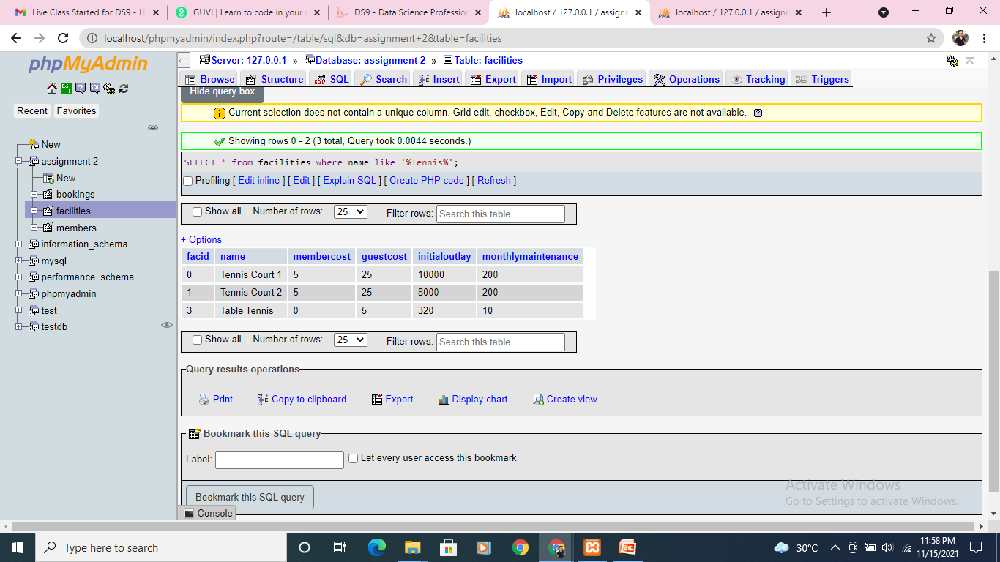 Live Class Started for DS9 - Li
GUVI | Learn to code in your
DS9 - Data Science Profession
localhost / 127.0.0.1 / assignm
localhost / 127.0.0.1 / assignm
localhost/phpmyadmin/index.php?route=/table/sql&db=assignment+2&table=facilities
phpMyAdmin
Recent Favorites
New
assignment 2
New
bookings
facilities
members
information_schema
mysql
performance_schema
phpmyadmin
test
testdb
Server: 127.0.0.1 » Database: assignment 2 » Table: facilities
Browse Structure SQL Search Insert Export Import Privileges Operations Tracking Triggers
Hide query box
Current selection does not contain a unique column. Grid edit, checkbox, Edit, Copy and Delete features are not available.
Showing rows 0 - 2 (3 total, Query took 0.0044 seconds.)
SELECT * from facilities where name like '%Tennis%';
Profiling [ Edit inline ] [ Edit ] [ Explain SQL ] [ Create PHP code ] [ Refresh ]
Show all | Number of rows: 25 Filter rows: Search this table
+ Options
facid name membercost guestcost initialoutlay monthlymaintenance
0 Tennis Court 1 5 25 10000 200
1 Tennis Court 2 5 25 8000 200
3 Table Tennis 0 5 320 10
Show all | Number of rows: 25 Filter rows: Search this table
Query results operations
Print Copy to clipboard Export Display chart Create view
Bookmark this SQL query
Label: Let every user access this bookmark
Bookmark this SQL query
Console
Activate Windows
Go to Settings to activate Windows.
Type here to search
30°C
11:58 PM
11/15/2021